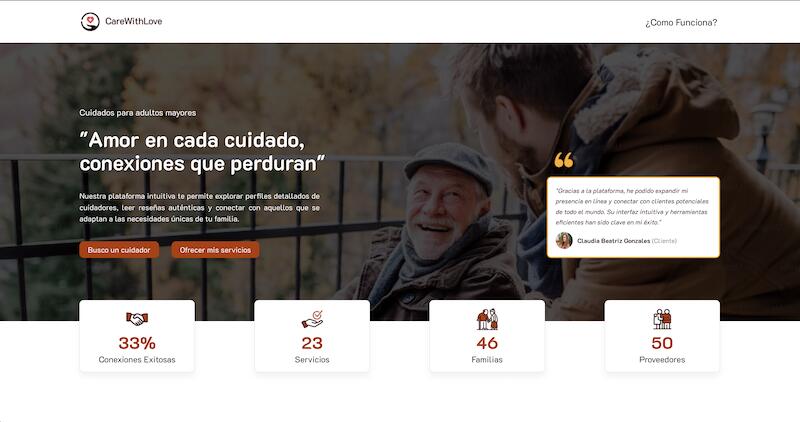 CareWithLove
¿Como Funciona?
Cuidados para adultos mayores
"Amor en cada cuidado,
conexiones que perduran"
Nuestra plataforma intuitiva te permite explorar perfiles detallados de
cuidadores, leer reseñas auténticas y conectar con aquellos que se
adaptan a las necesidades únicas de tu familia.
Busco un cuidador
Ofrecer mis servicios
"Gracias a la plataforma, he podido expandir mi
presencia en línea y conectar con clientes potenciales
de todo el mundo. Su interfaz intuitiva y herramientas
eficientes han sido clave en mi éxito."
Claudia Beatriz Gonzales (Cliente)
33%
Conexiones Exitosas
23
Servicios
46
Familias
50
Proveedores